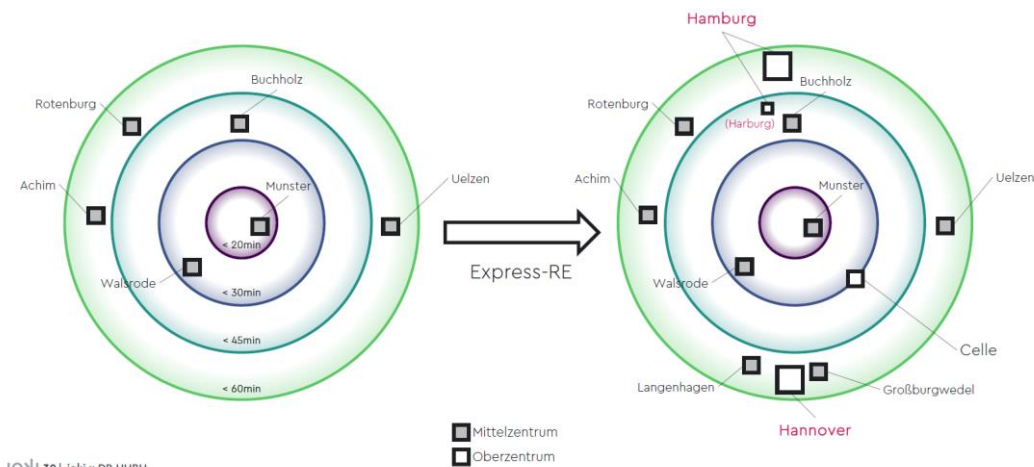 Hamburg
Buchholz
Rotenburg
Achim
Munster
Uelzen
< 20min
Walsrode
< 30min
< 45min
< 60min
Express-RE
Buchholz
Rotenburg
(Harburg)
Achim
Munster
Uelzen
Walsrode
Celle
Langenhagen
Großburgwedel
Hannover
Mittelzentrum
Oberzentrum